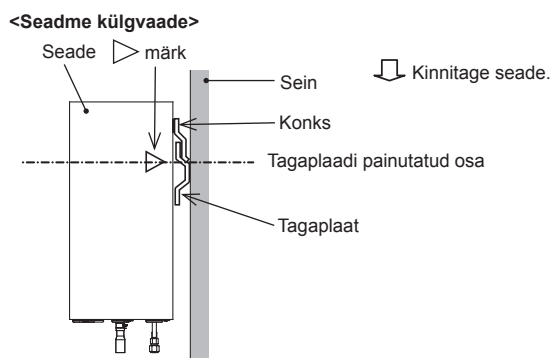 <Seadme külgvaade>
Seade
märk
Sein
Kinnitage seade.
Konks
Tagaplaadi painutatud osa
Tagaplaat